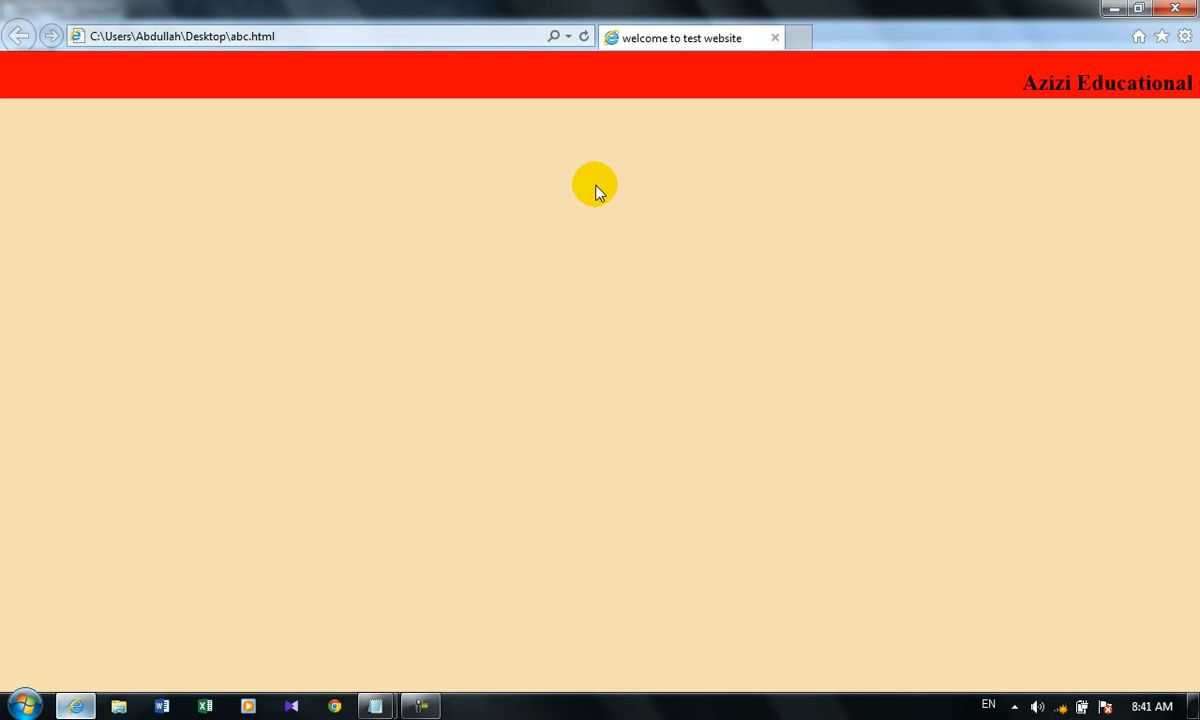 C:\Users\Abdullah\Desktop\abc.html
welcome to test website
Azizi Educational
EN
8:41 AM